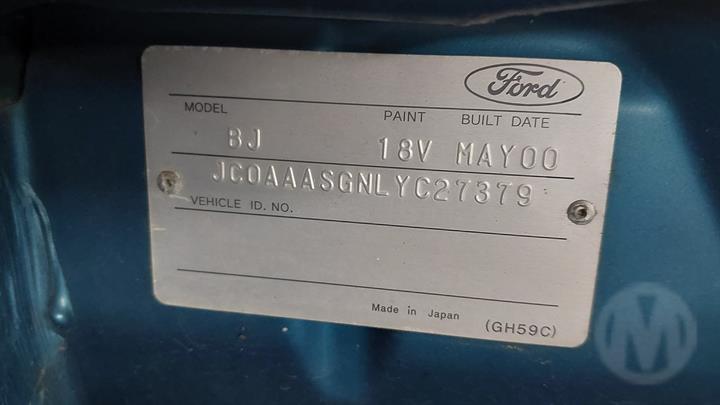 Ford
MODEL PAINT BUILT DATE
BJ 18V MAY00
JC0AAASGNLYC27379
VEHICLE ID. NO.
Made in Japan (GH59C)
M